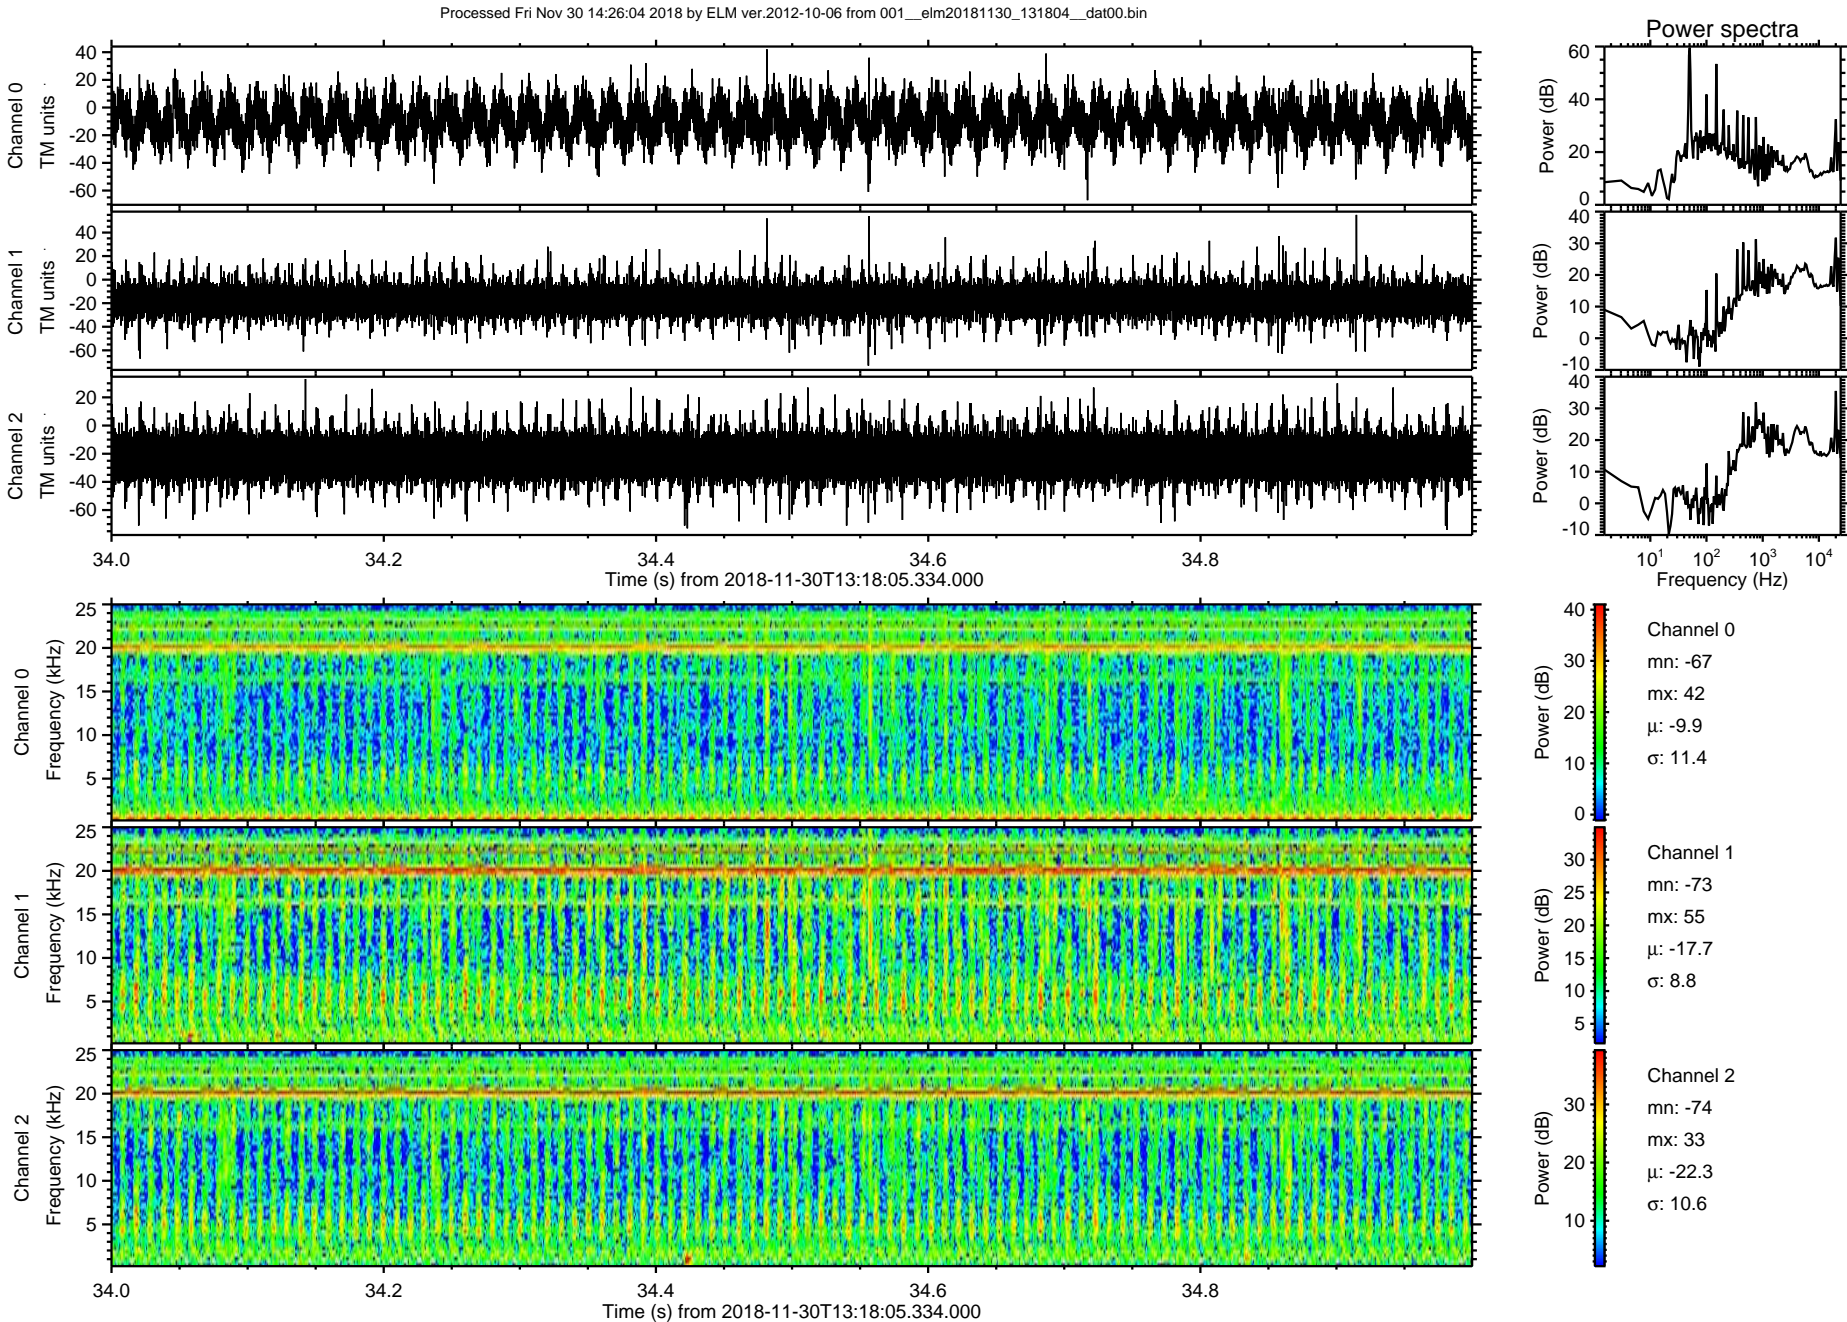 Processed Fri Nov 30 14:26:04 2018 by ELM ver.2012-10-06 from 001__elm20181130_131804__dat00.bin
Power spectra
Channel 0
TM units
40
20
0
-20
-40
-60
Power (dB)
60
40
20
0
Channel 1
TM units
40
20
0
-20
-40
-60
Power (dB)
40
30
20
10
0
-10
Channel 2
TM units
20
0
-20
-40
-60
Power (dB)
40
30
20
10
0
-10
34.0 34.2 34.4 34.6 34.8
Time (s) from 2018-11-30T13:18:05.334.000
10¹ 10² 10³ 10⁴
Frequency (Hz)
Channel 0
Frequency (kHz)
25
20
15
10
5
Power (dB)
40
30
20
10
0
Channel 0
mn: -67
mx: 42
μ: -9.9
σ: 11.4
Channel 1
Frequency (kHz)
25
20
15
10
5
Power (dB)
30
25
20
15
10
5
Channel 1
mn: -73
mx: 55
μ: -17.7
σ: 8.8
Channel 2
Frequency (kHz)
25
20
15
10
5
Power (dB)
30
20
10
Channel 2
mn: -74
mx: 33
μ: -22.3
σ: 10.6
34.0 34.2 34.4 34.6 34.8
Time (s) from 2018-11-30T13:18:05.334.000